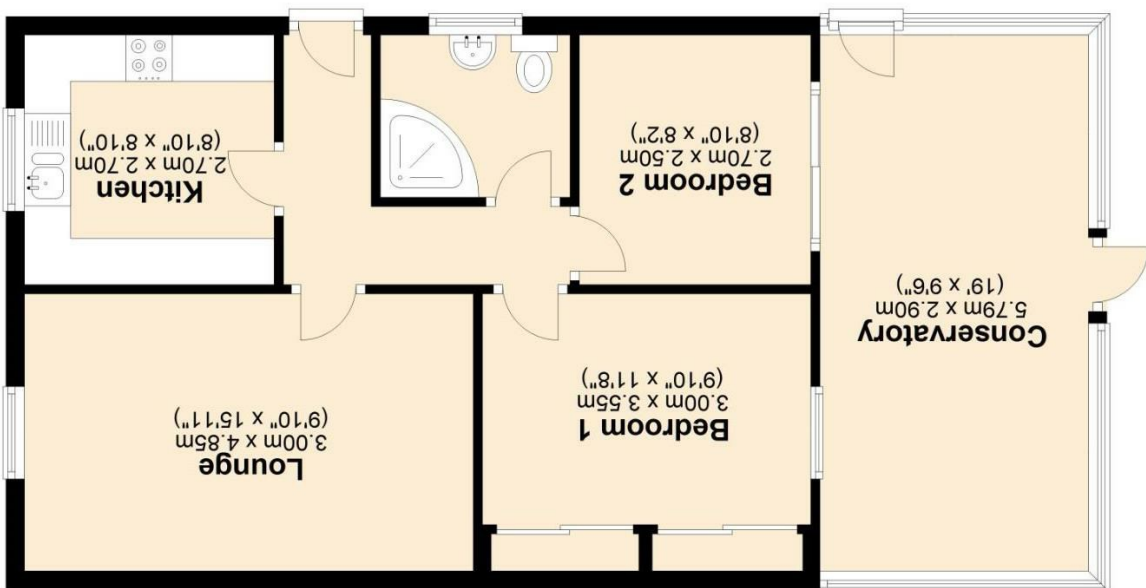 Lounge
3.00m x 4.85m
(9'10" x 15'11")
Bedroom 1
3.00m x 3.55m
(9'10" x 11'8")
Conservatory
5.79m x 2.90m
(19' x 9'6")
Bedroom 2
2.70m x 2.50m
(8'10" x 8'2")
Kitchen
2.70m x 2.70m
(8'10" x 8'10")